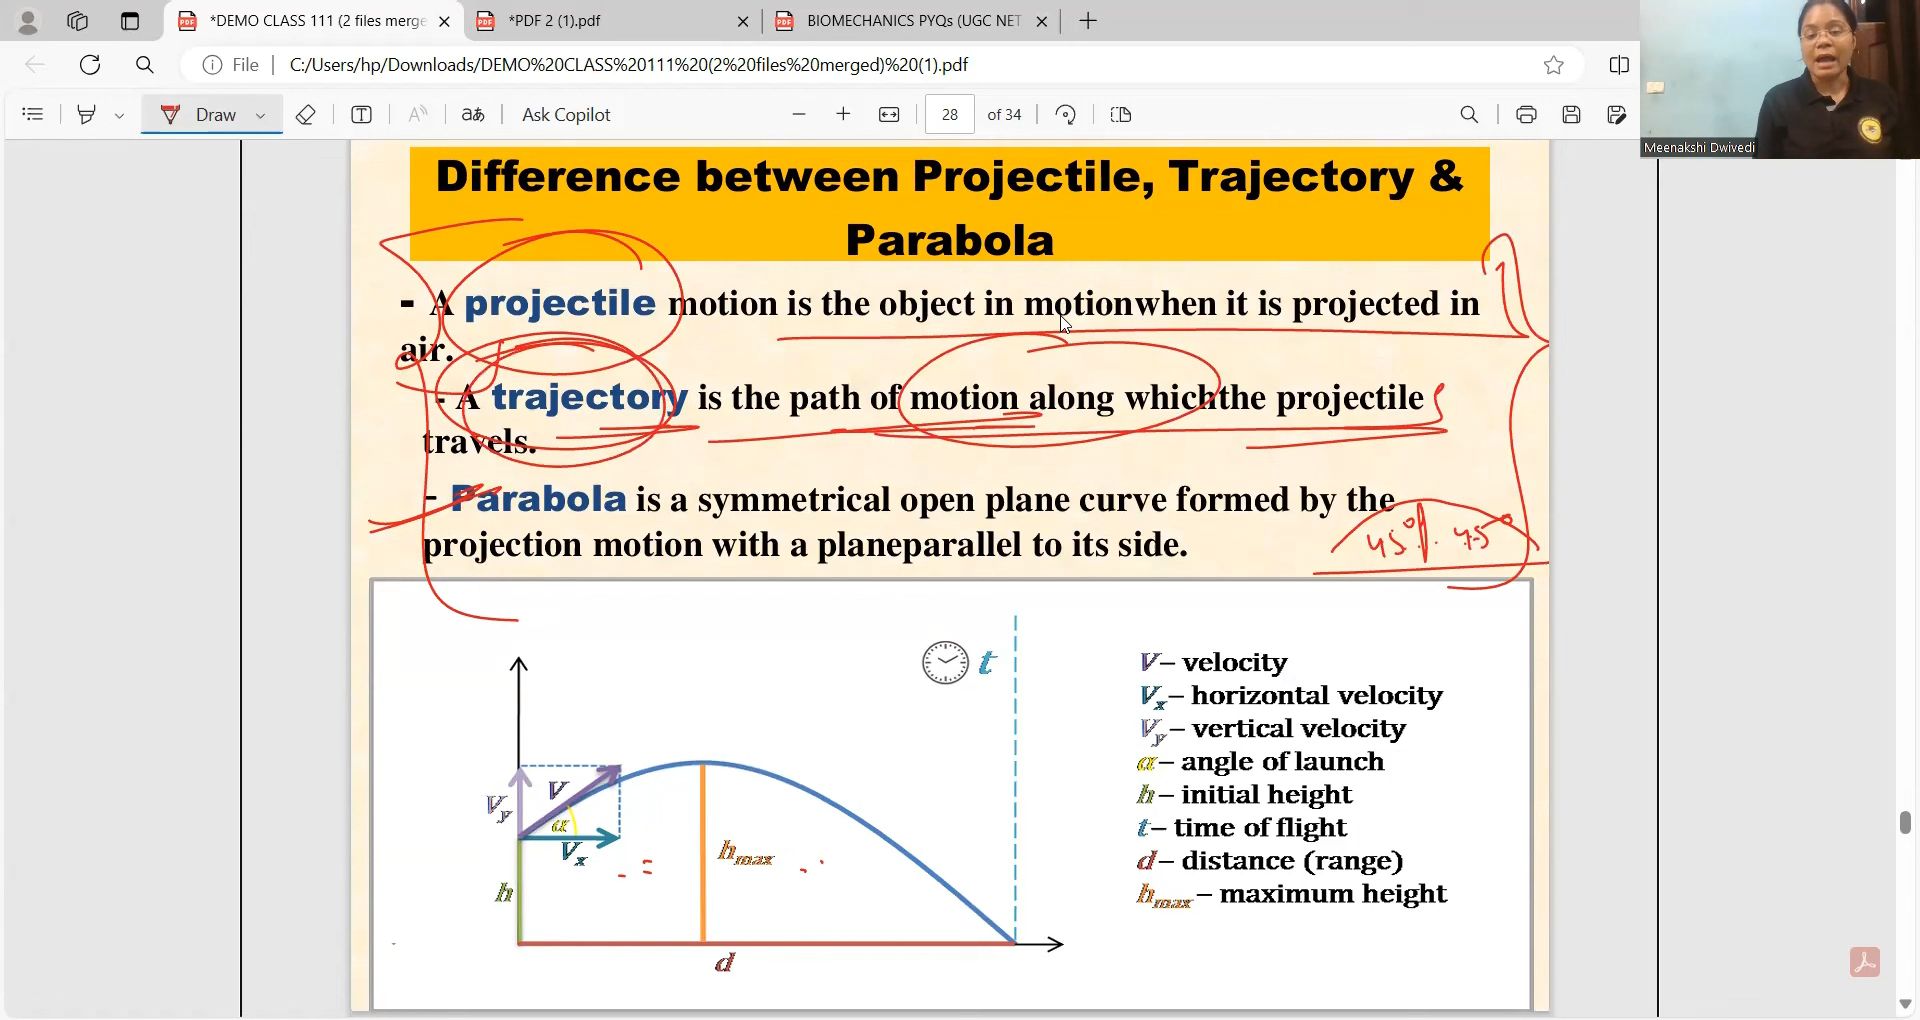 *DEMO CLASS 111 (2 files merge
*PDF 2 (1).pdf
BIOMECHANICS PYQs (UGC NET
File
C:/Users/hp/Downloads/DEMO%20CLASS%20111%20(2%20files%20merged)%20(1).pdf
Draw
Ask Copilot
28 of 34
Meenakshi Dwivedi
Difference between Projectile, Trajectory &
Parabola
- A projectile motion is the object in motionwhen it is projected in
air.
- A trajectory is the path of motion along whichthe projectile
travels.
- Parabola is a symmetrical open plane curve formed by the
projection motion with a planeparallel to its side.
45° 45°
t
V
Vy
α
Vx
h
hmax
d
V– velocity
Vx– horizontal velocity
Vy– vertical velocity
α– angle of launch
h– initial height
t– time of flight
d– distance (range)
hmax– maximum height